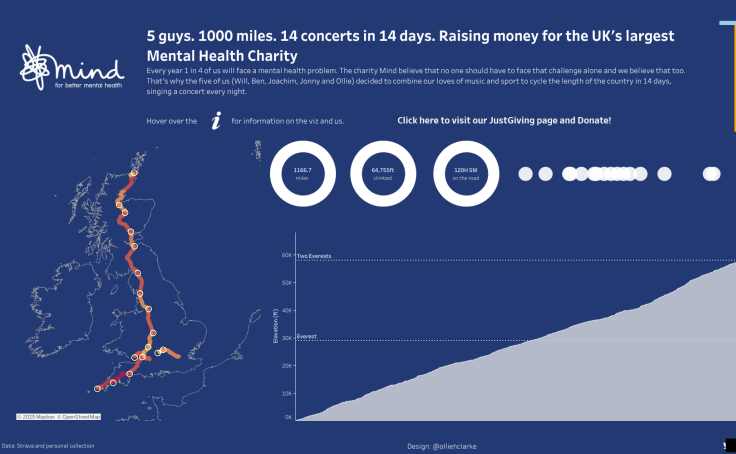 5 guys. 1000 miles. 14 concerts in 14 days. Raising money for the UK's largest
Mental Health Charity
mind
for better mental health
Every year 1 in 4 of us will face a mental health problem. The charity Mind believe that no one should have to face that challenge alone and we believe that too.
That's why the five of us (Will, Ben, Joachim, Jonny and Ollie) decided to combine our loves of music and sport to cycle the length of the country in 14 days,
singing a concert every night.
Hover over the i for information on the viz and us.
Click here to visit our JustGiving page and Donate!
1166.7
miles
64,755ft
climbed
120H 5M
on the road
60K
Two Everests
50K
40K
Everest
30K
20K
10K
0K
Elevation (ft)
© 2025 Mapbox © OpenStreetMap
Data: Strava and personal collection
Design: @olliehclarke